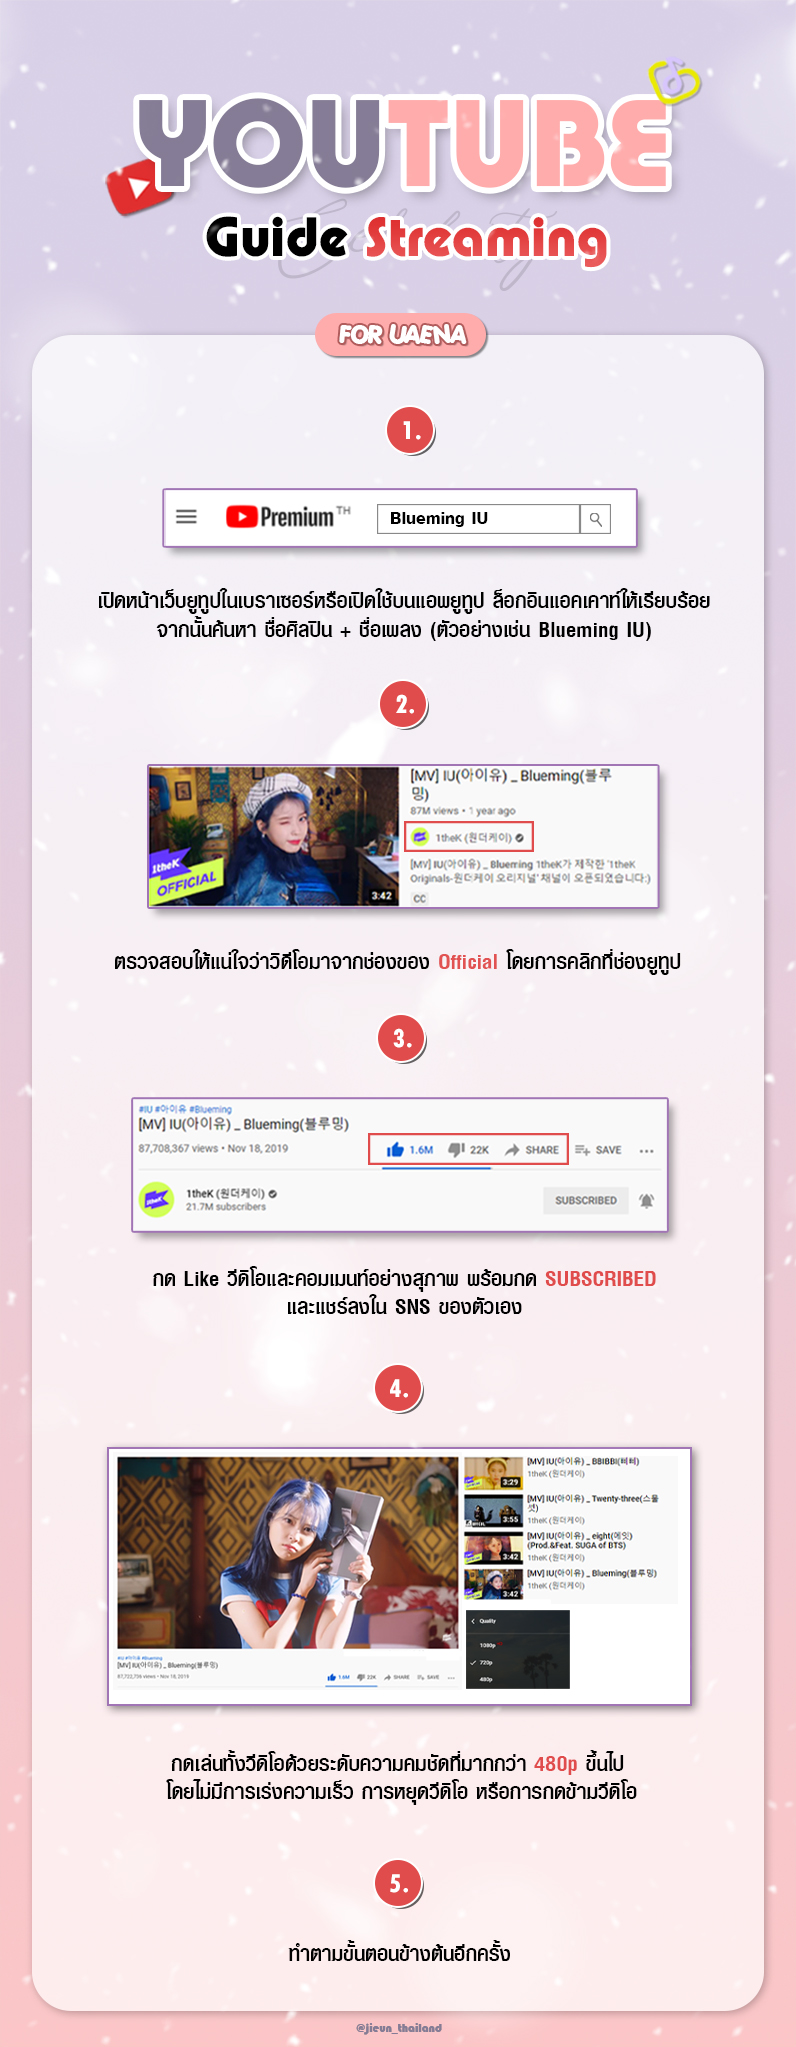 YOUTUBE
Guide Streaming
FOR UAENA
1.
Premium TH
Blueming IU
เปิดหน้าเว็บยูทูปในเบราเซอร์หรือเปิดใช้บนแอพยูทูป ล็อกอินแอคเคาท์ให้เรียบร้อย
จากนั้นค้นหา ชื่อศิลปิน + ชื่อเพลง (ตัวอย่างเช่น Blueming IU)
2.
[MV] IU(아이유) _ Blueming(블루
밍)
87M views • 1 year ago
1theK (원더케이)
[MV] IU(아이유) _ Blueming 1theK가 제작한 '1theK
Originals-원더케이 오리지널' 채널이 오픈되었습니다:)
CC
1theK
OFFICIAL
3:42
ตรวจสอบให้แน่ใจว่าวิดีโอมาจากช่องของ Official โดยการคลิกที่ช่องยูทูป
3.
#IU #아이유 #Blueming
[MV] IU(아이유) _ Blueming(블루밍)
87,708,367 views • Nov 18, 2019
1.6M 22K SHARE SAVE ...
1theK (원더케이)
21.7M subscribers
SUBSCRIBED
กด Like วีดิโอและคอมเมนท์อย่างสุภาพ พร้อมกด SUBSCRIBED
และแชร์ลงใน SNS ของตัวเอง
4.
[MV] IU(아이유) _ BBIBBI(삐삐)
1theK (원더케이)
3:29
[MV] IU(아이유) _ Twenty-three(스물
셋)
1theK (원더케이)
3:55
[MV] IU(아이유) _ eight(에잇)
(Prod.&Feat. SUGA of BTS)
1theK (원더케이)
3:42
[MV] IU(아이유) _ Blueming(블루밍)
1theK (원더케이)
3:42
Quality
1080p
720p
480p
#IU #아이유 #Blueming
[MV] IU(아이유) _ Blueming(블루밍)
87,722,736 views • Nov 18, 2019
1.6M 22K SHARE SAVE ...
กดเล่นทั้งวีดิโอด้วยระดับความคมชัดที่มากกว่า 480p ขึ้นไป
โดยไม่มีการเร่งความเร็ว การหยุดวีดิโอ หรือการกดข้ามวีดิโอ
5.
ทำตามขั้นตอนข้างต้นอีกครั้ง
@jieun_thailand